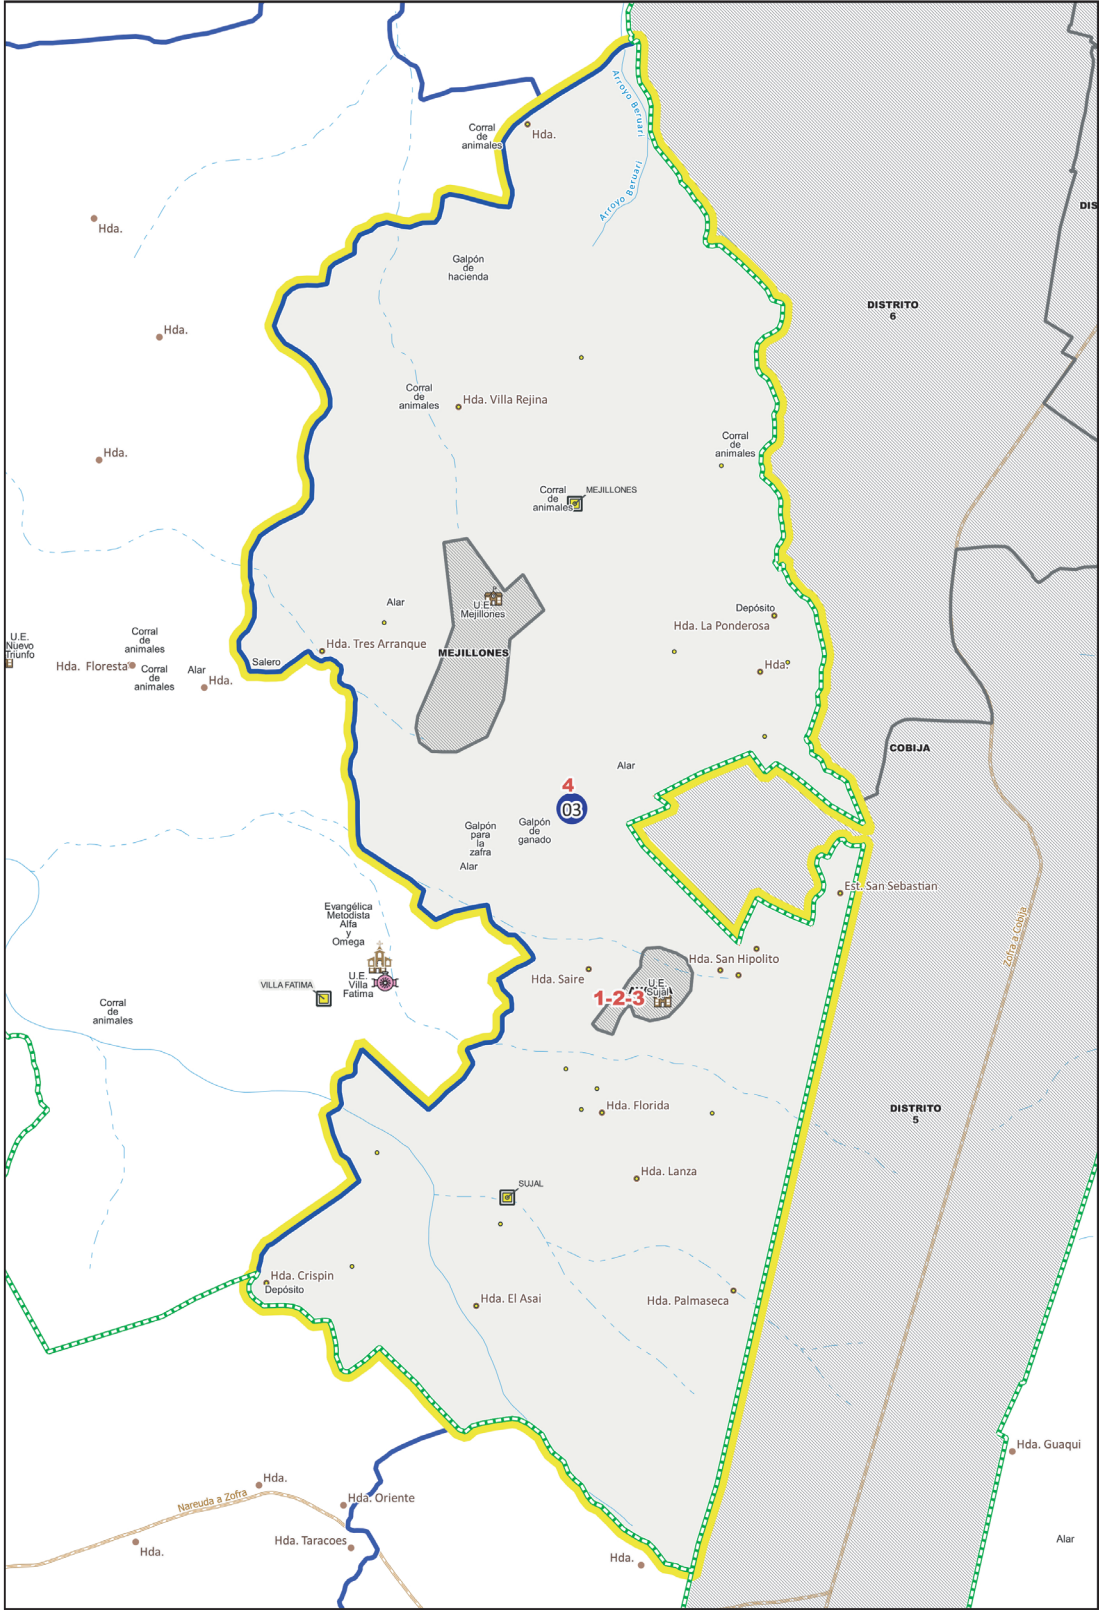 Arroyo Beruari
Corral
de
animales
Hda.
Arroyo Beruari
DIS
Hda.
Galpón
de
hacienda
DISTRITO
6
Hda.
Corral
de
animales
Hda. Villa Rejina
Corral
de
animales
Hda.
Corral
de
animales
MEJILLONES
Alar
U.E.
Mejillones
Depósito
Hda. La Ponderosa
U.E.
Nuevo
Triunfo
Corral
de
animales
Hda. Tres Arranque
MEJILLONES
Salero
Hda. Floresta
Corral
de
animales
Alar
Hda.
Hda.
COBIJA
Alar
4
03
Galpón
para
la
zafra
Galpón
de
ganado
Alar
Est. San Sebastian
Evangélica
Metodista
Alfa
y
Omega
Zofra a Cobija
Hda. San Hipolito
Hda. Saire
U.E.
Villa
Fatima
VILLA FATIMA
U.E.
Sujal
1-2-3
Corral
de
animales
Hda. Florida
DISTRITO
5
Hda. Lanza
SUJAL
Hda. Crispin
Depósito
Hda. El Asai
Hda. Palmaseca
Hda. Guaqui
Hda.
Nareuda a Zofra
Hda. Oriente
Hda. Taracoes
Hda.
Hda.
Alar